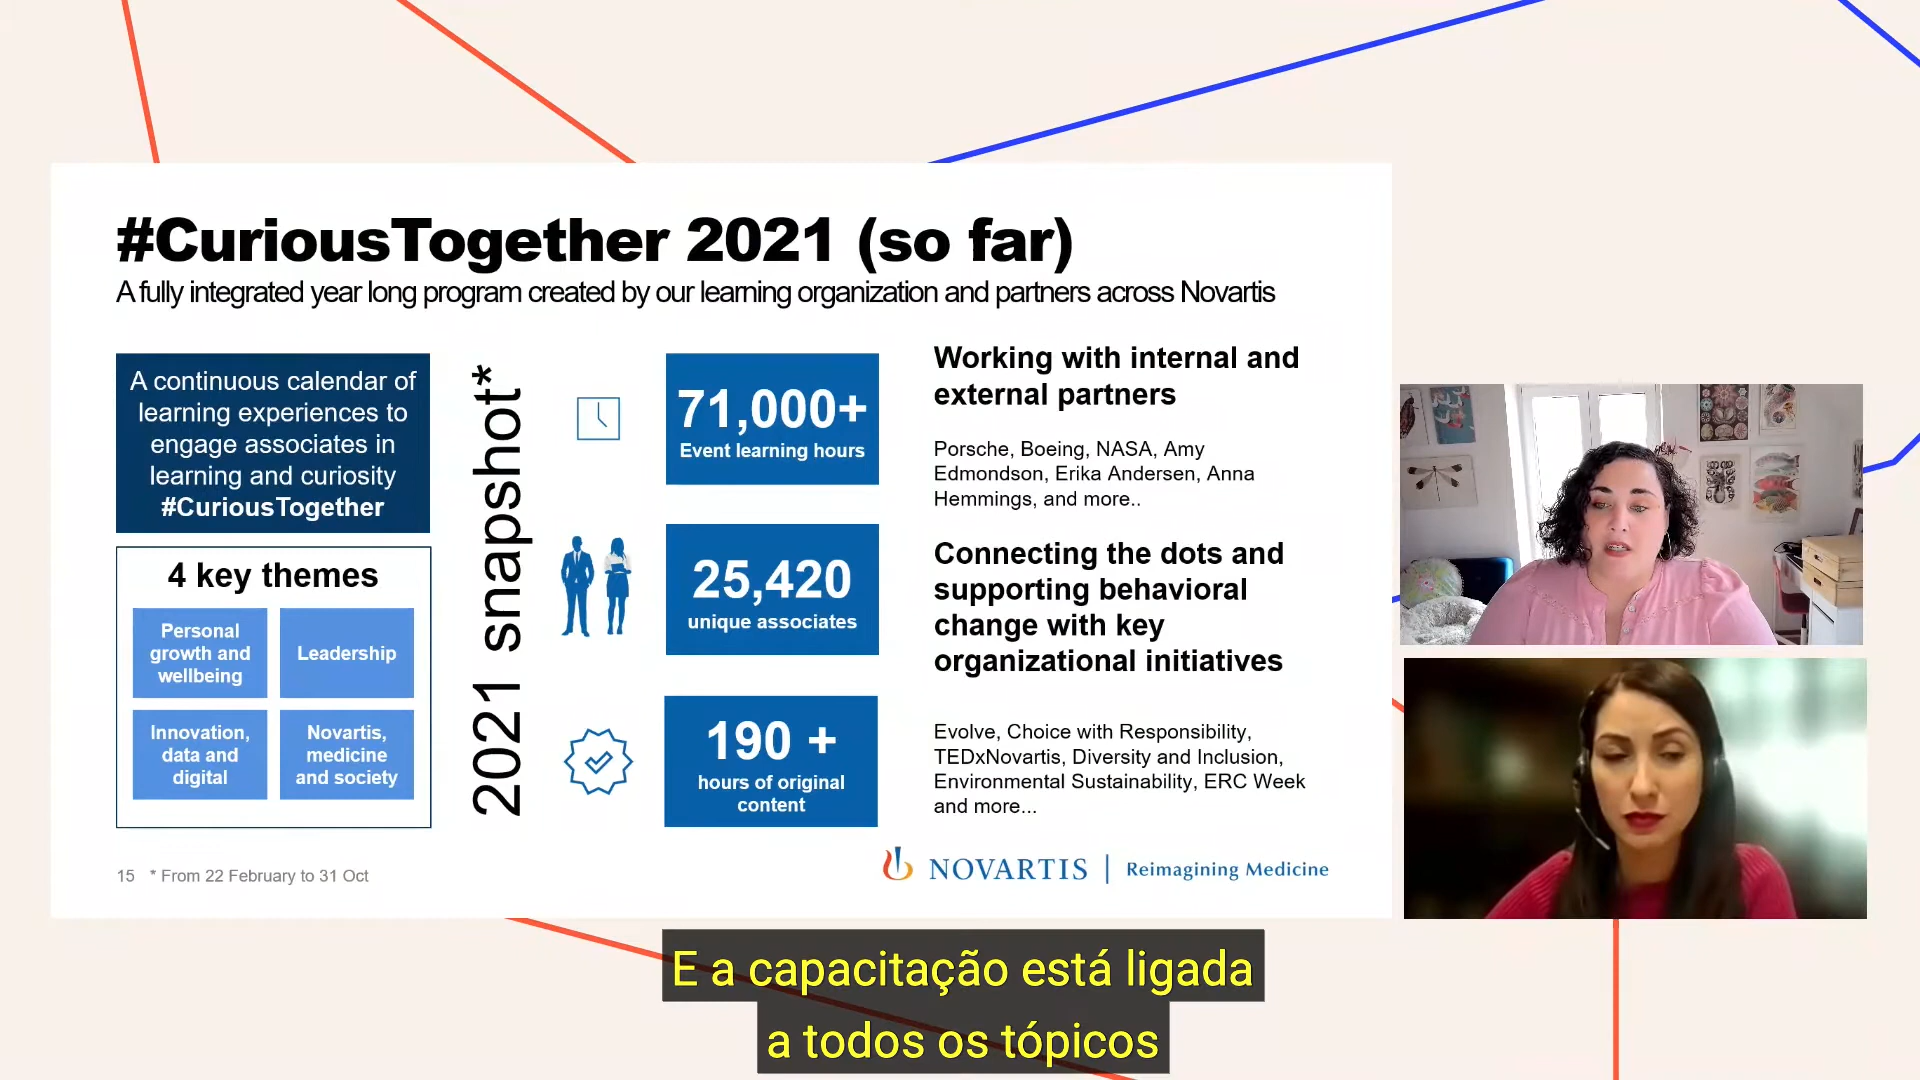 #CuriousTogether 2021 (so far)
A fully integrated year long program created by our learning organization and partners across Novartis
A continuous calendar of
learning experiences to
engage associates in
learning and curiosity
#CuriousTogether
4 key themes
Personal
growth and
wellbeing
Leadership
Innovation,
data and
digital
Novartis,
medicine
and society
2021 snapshot*
71,000+
Event learning hours
25,420
unique associates
190 +
hours of original
content
Working with internal and
external partners
Porsche, Boeing, NASA, Amy
Edmondson, Erika Andersen, Anna
Hemmings, and more..
Connecting the dots and
supporting behavioral
change with key
organizational initiatives
Evolve, Choice with Responsibility,
TEDxNovartis, Diversity and Inclusion,
Environmental Sustainability, ERC Week
and more...
15 * From 22 February to 31 Oct
NOVARTIS | Reimagining Medicine
E a capacitação está ligada
a todos os tópicos